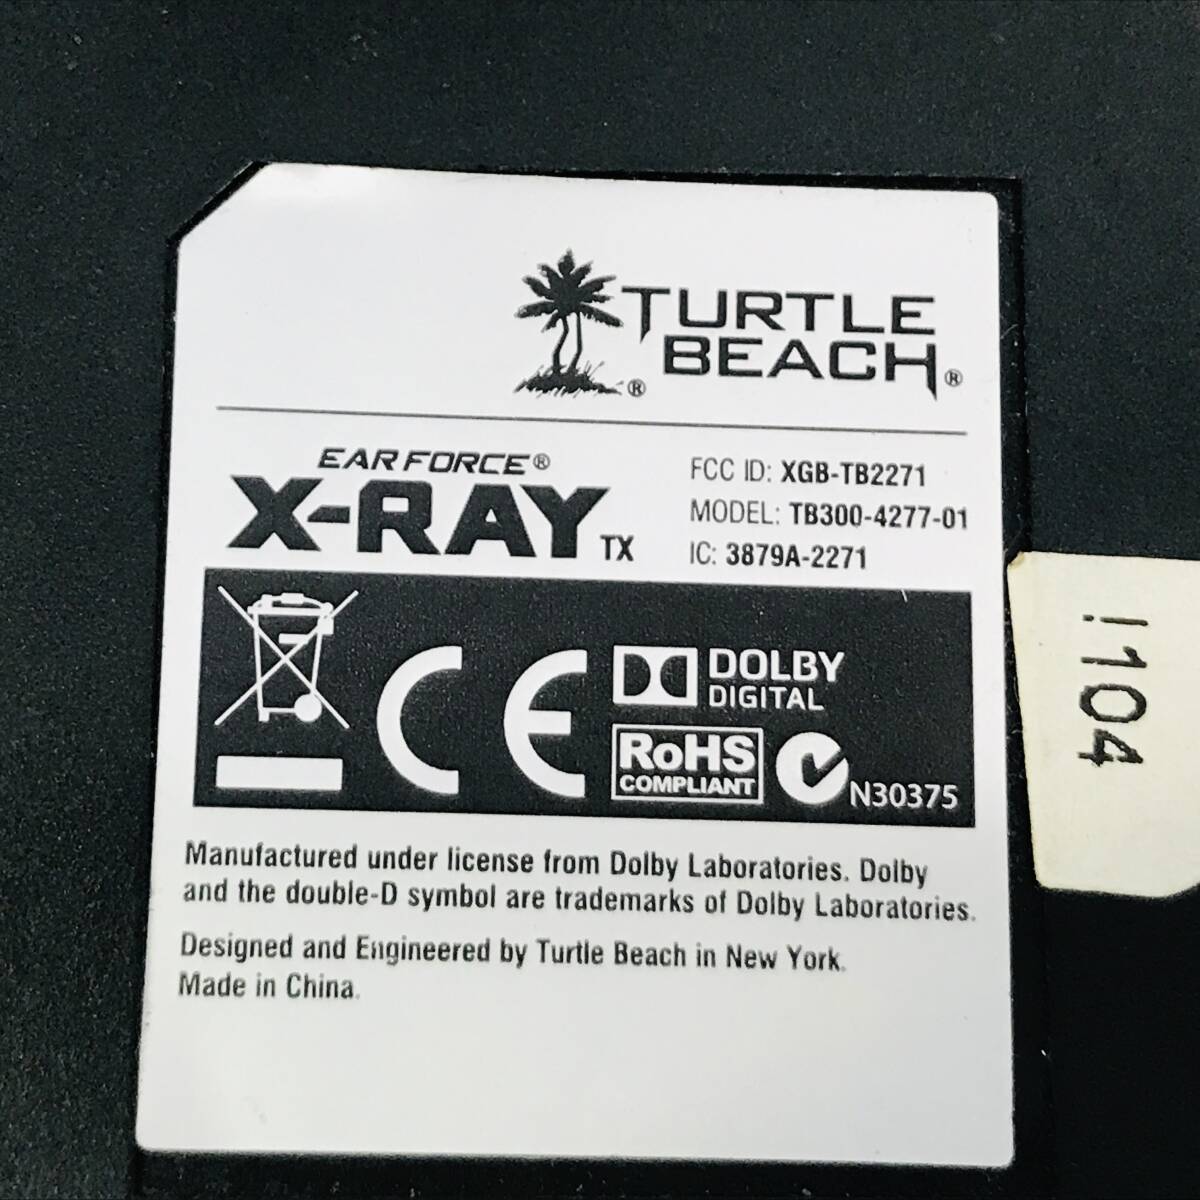 TURTLE
BEACH®
®
EAR FORCE®
X-RAY TX
FCC ID: XGB-TB2271
MODEL: TB300-4277-01
IC: 3879A-2271
CE
DOLBY
DIGITAL
RoHS
COMPLIANT
N30375
Manufactured under license from Dolby Laboratories. Dolby
and the double-D symbol are trademarks of Dolby Laboratories.
Designed and Engineered by Turtle Beach in New York.
Made in China.
!104